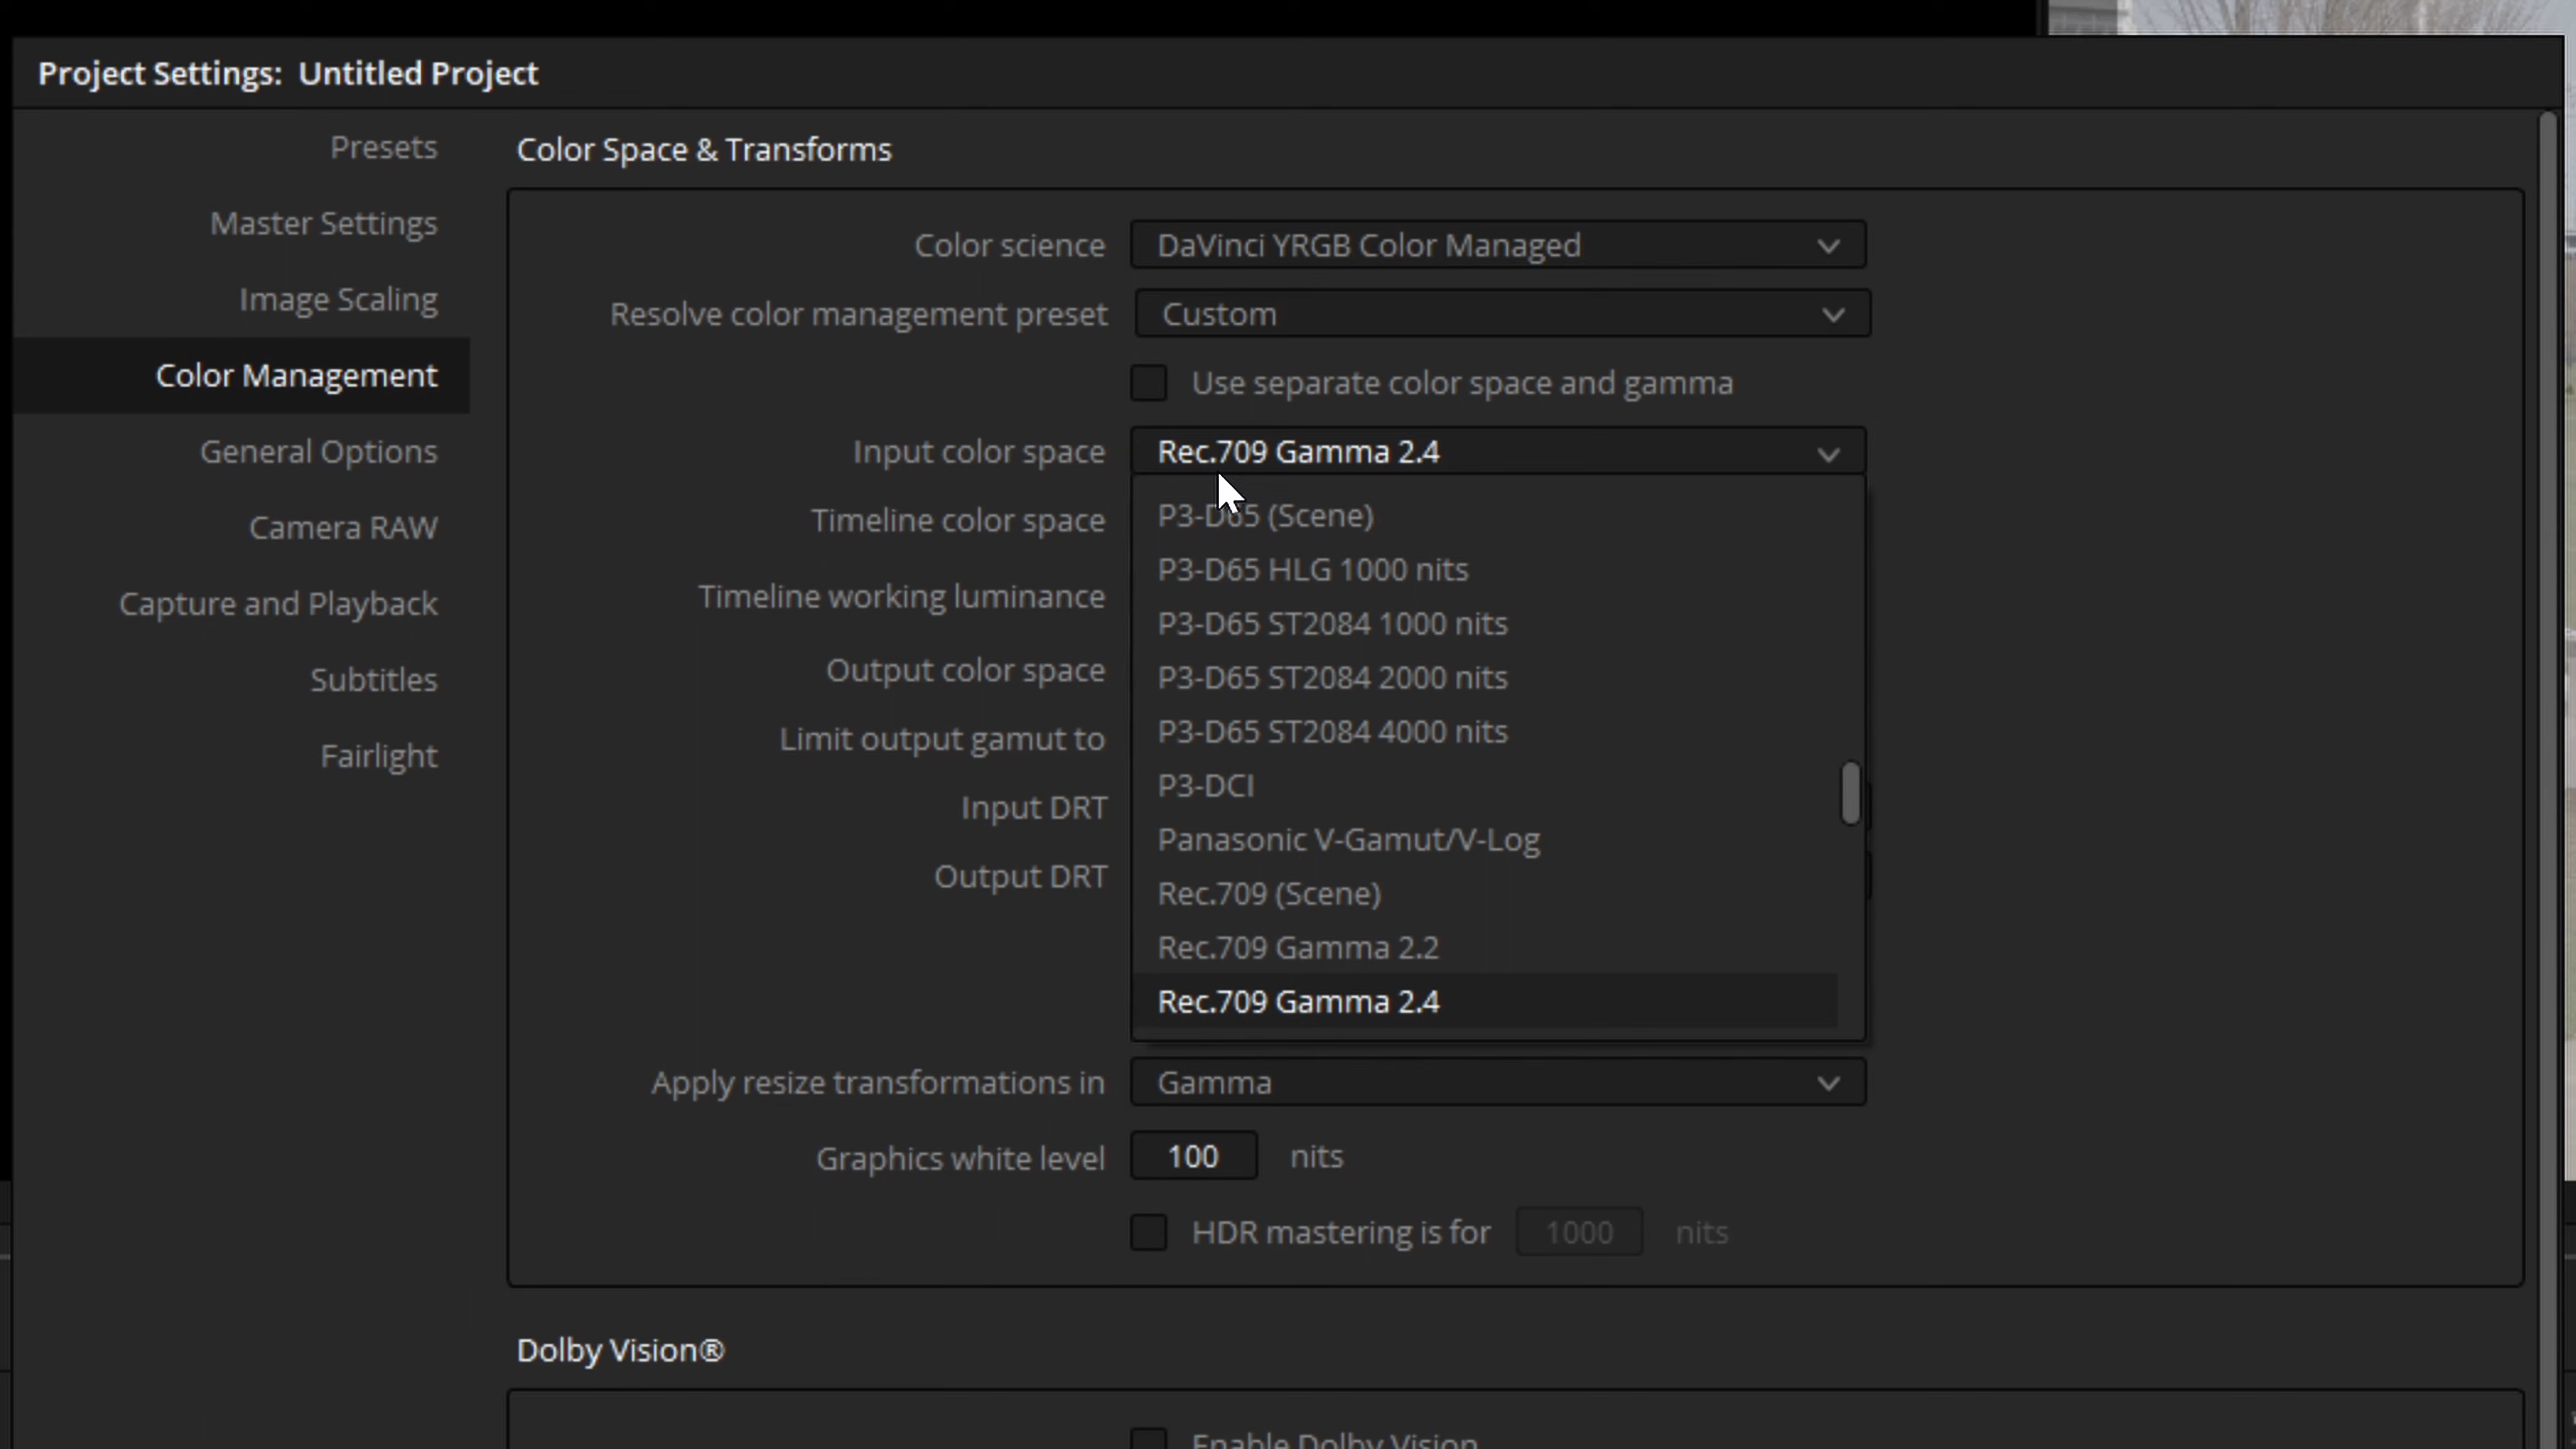 Project Settings: Untitled Project
Presets
Master Settings
Image Scaling
Color Management
General Options
Camera RAW
Capture and Playback
Subtitles
Fairlight
Color Space & Transforms
Color science DaVinci YRGB Color Managed
Resolve color management preset Custom
Use separate color space and gamma
Input color space Rec.709 Gamma 2.4
Timeline color space
Timeline working luminance
Output color space
Limit output gamut to
Input DRT
Output DRT
P3-D65 (Scene)
P3-D65 HLG 1000 nits
P3-D65 ST2084 1000 nits
P3-D65 ST2084 2000 nits
P3-D65 ST2084 4000 nits
P3-DCI
Panasonic V-Gamut/V-Log
Rec.709 (Scene)
Rec.709 Gamma 2.2
Rec.709 Gamma 2.4
Apply resize transformations in Gamma
Graphics white level 100 nits
HDR mastering is for 1000 nits
Dolby Vision®
Enable Dolby Vision